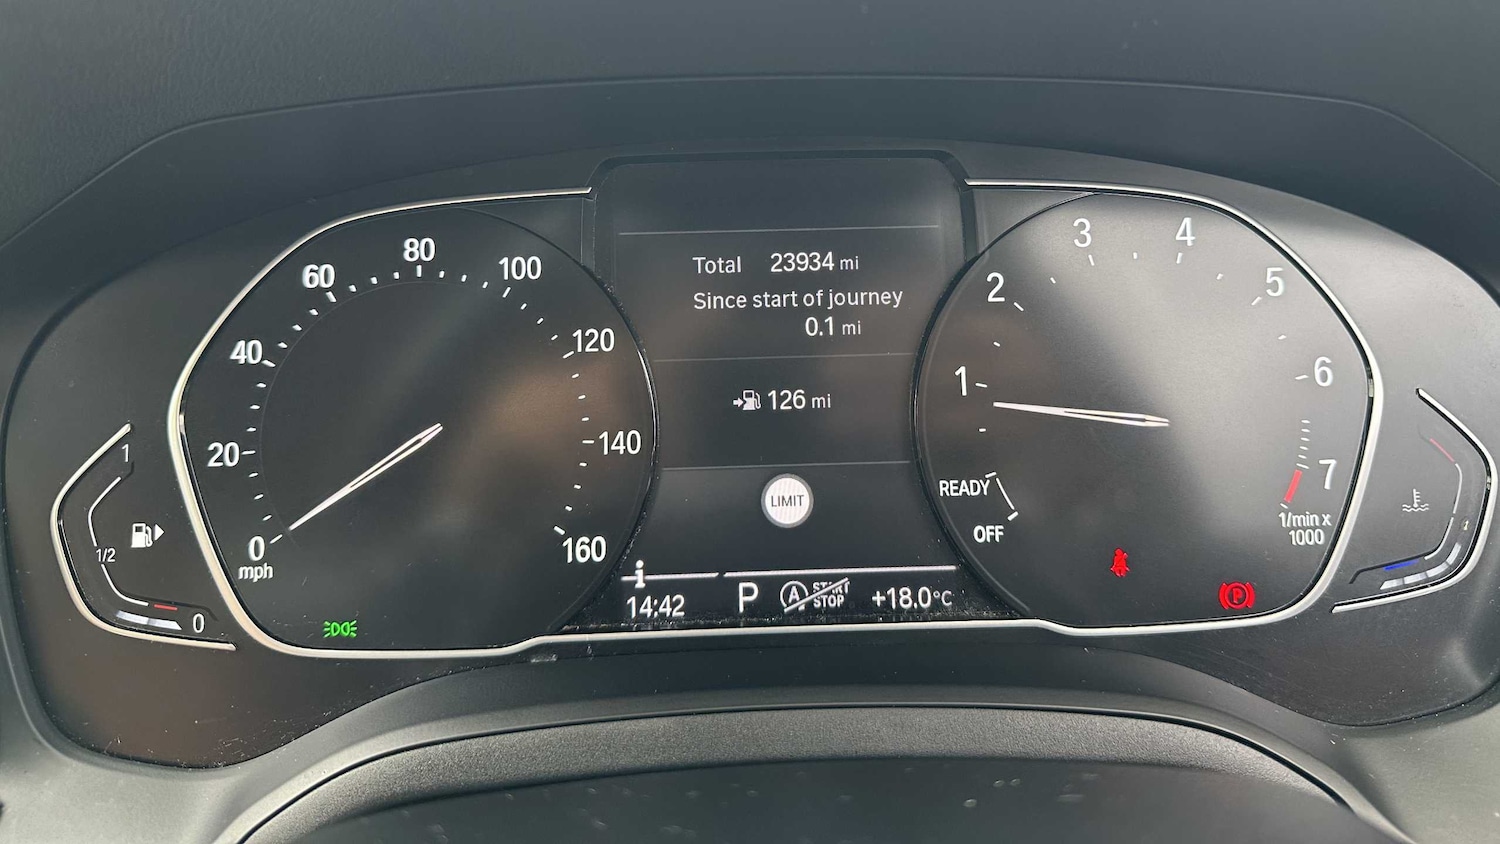 Total 23934 mi
Since start of journey
0.1 mi
126 mi
LIMIT
14:42 P A START STOP +18.0°C
0
20
40
60
80
100
120
140
160
mph
1
1/2
0
1
2
3
4
5
6
7
1/min x
1000
READY
OFF
P